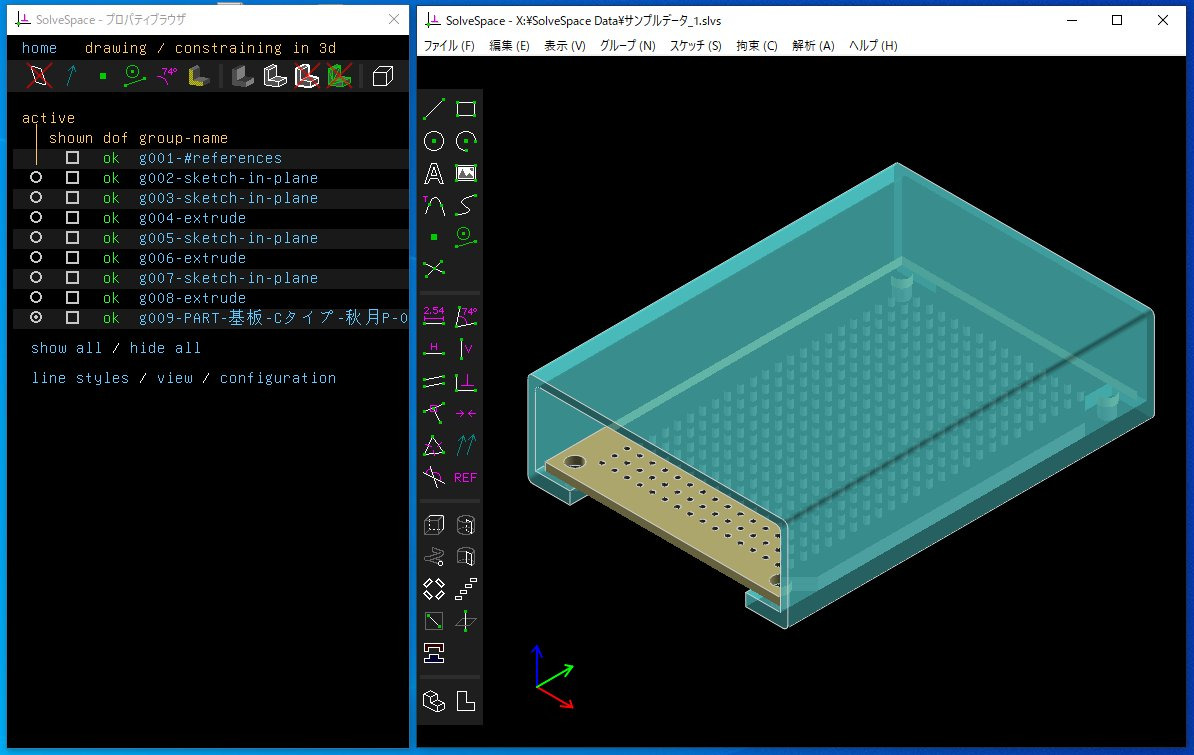 SolveSpace - プロパティブラウザ
home drawing / constraining in 3d
74°
active
shown dof group-name
ok g001-#references
ok g002-sketch-in-plane
ok g003-sketch-in-plane
ok g004-extrude
ok g005-sketch-in-plane
ok g006-extrude
ok g007-sketch-in-plane
ok g008-extrude
ok g009-PART-基板-Cタイプ-秋月P-0
show all / hide all
line styles / view / configuration
SolveSpace - X:¥SolveSpace Data¥サンプルデータ_1.slvs
ファイル (F) 編集 (E) 表示 (V) グループ (N) スケッチ (S) 拘束 (C) 解析 (A) ヘルプ (H)
A
T
2.54 74°
H V
REF